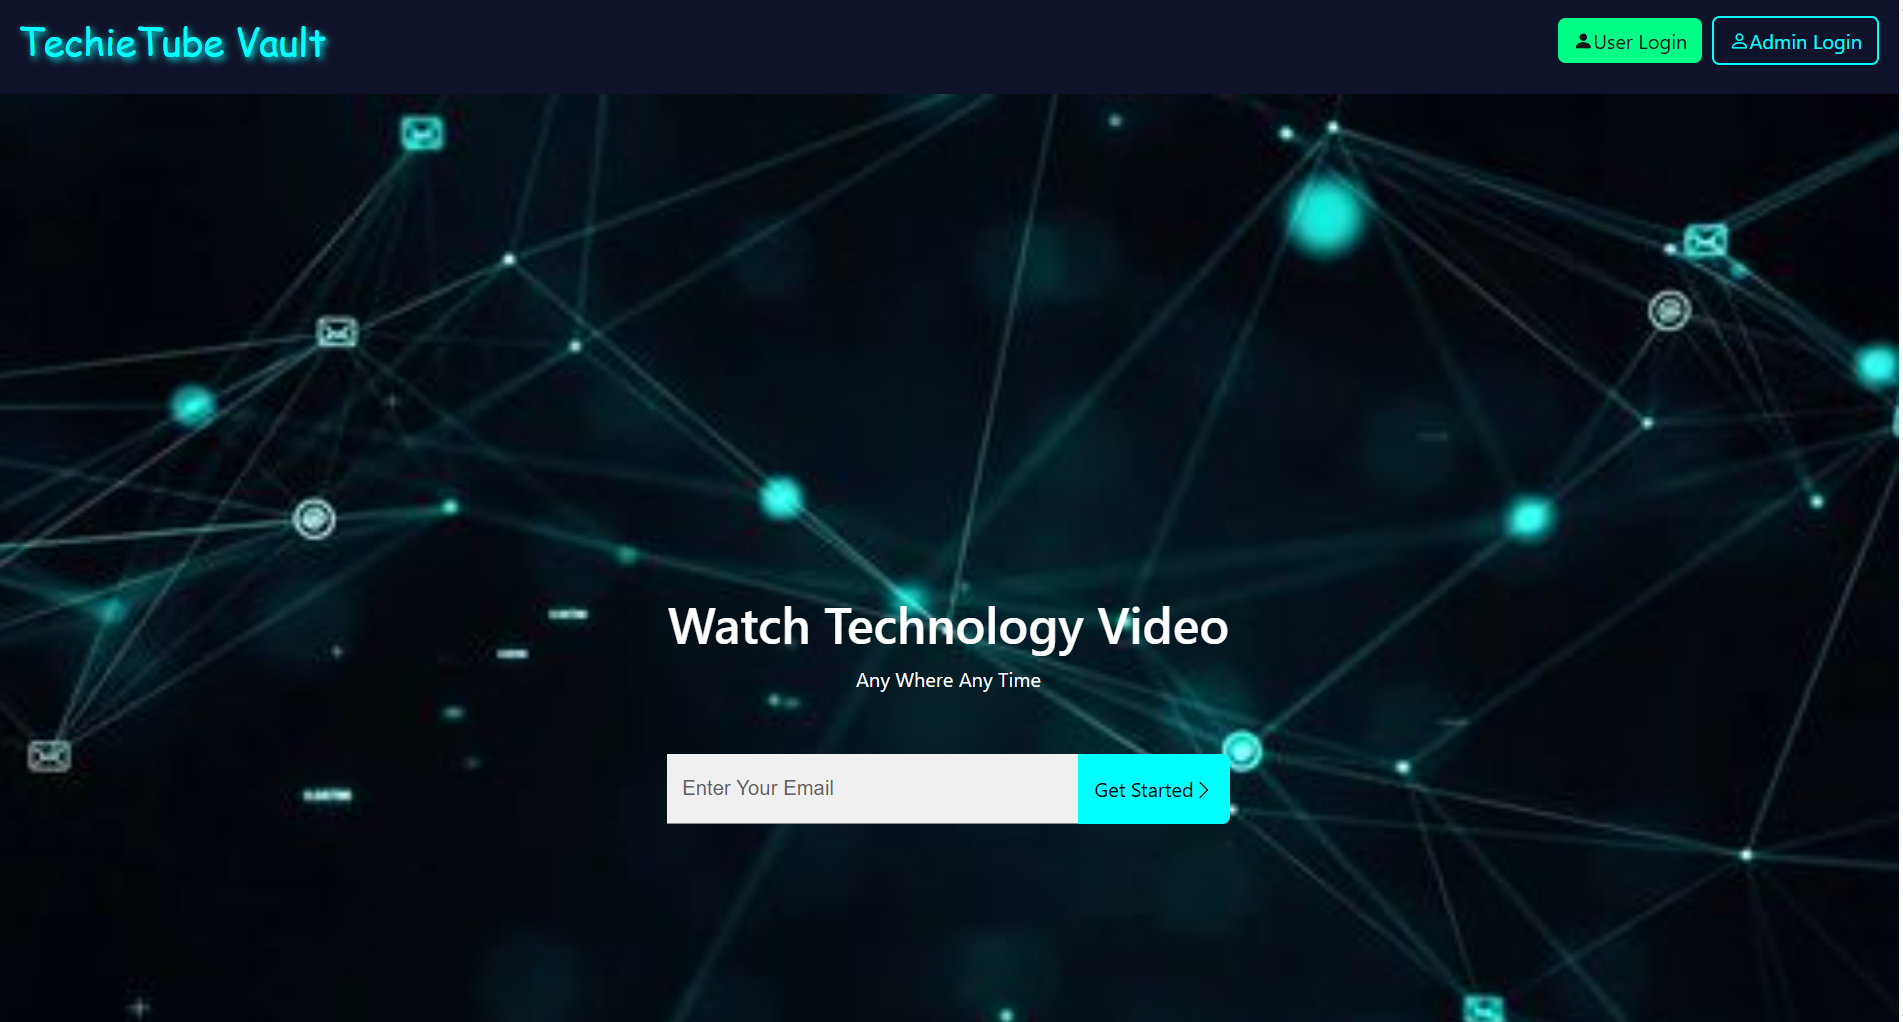 TechieTube Vault
User Login
Admin Login
Watch Technology Video
Any Where Any Time
Enter Your Email
Get Started